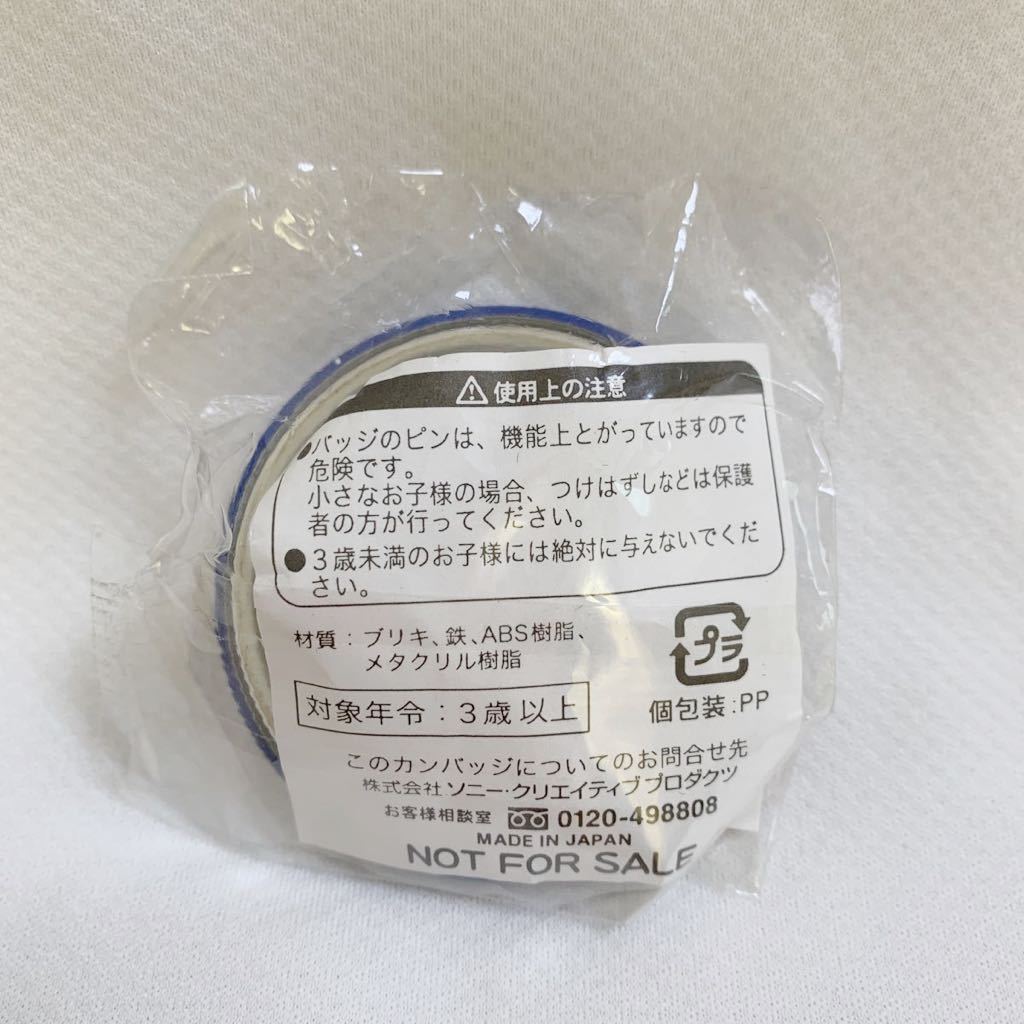 ⚠使用上の注意
●バッジのピンは、機能上とがっていますので
危険です。
小さなお子様の場合、つけはずしなどは保護
者の方が行ってください。
●3歳未満のお子様には絶対に与えないでくだ
さい。
材質：ブリキ、鉄、ABS樹脂、
メタクリル樹脂
プラ
対象年令：3歳以上
個包装：PP
このカンバッジについてのお問合せ先
株式会社ソニー・クリエイティブプロダクツ
お客様相談室 0120-498808
MADE IN JAPAN
NOT FOR SALE